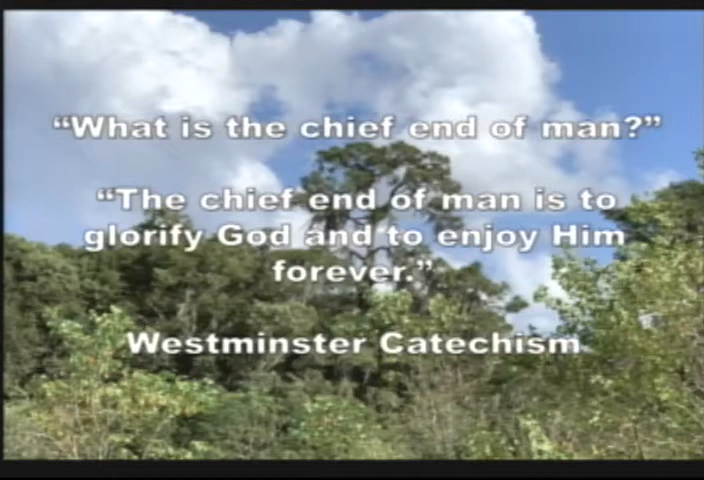 “What is the chief end of man?”
“The chief end of man is to
glorify God and to enjoy Him
forever.”
Westminster Catechism